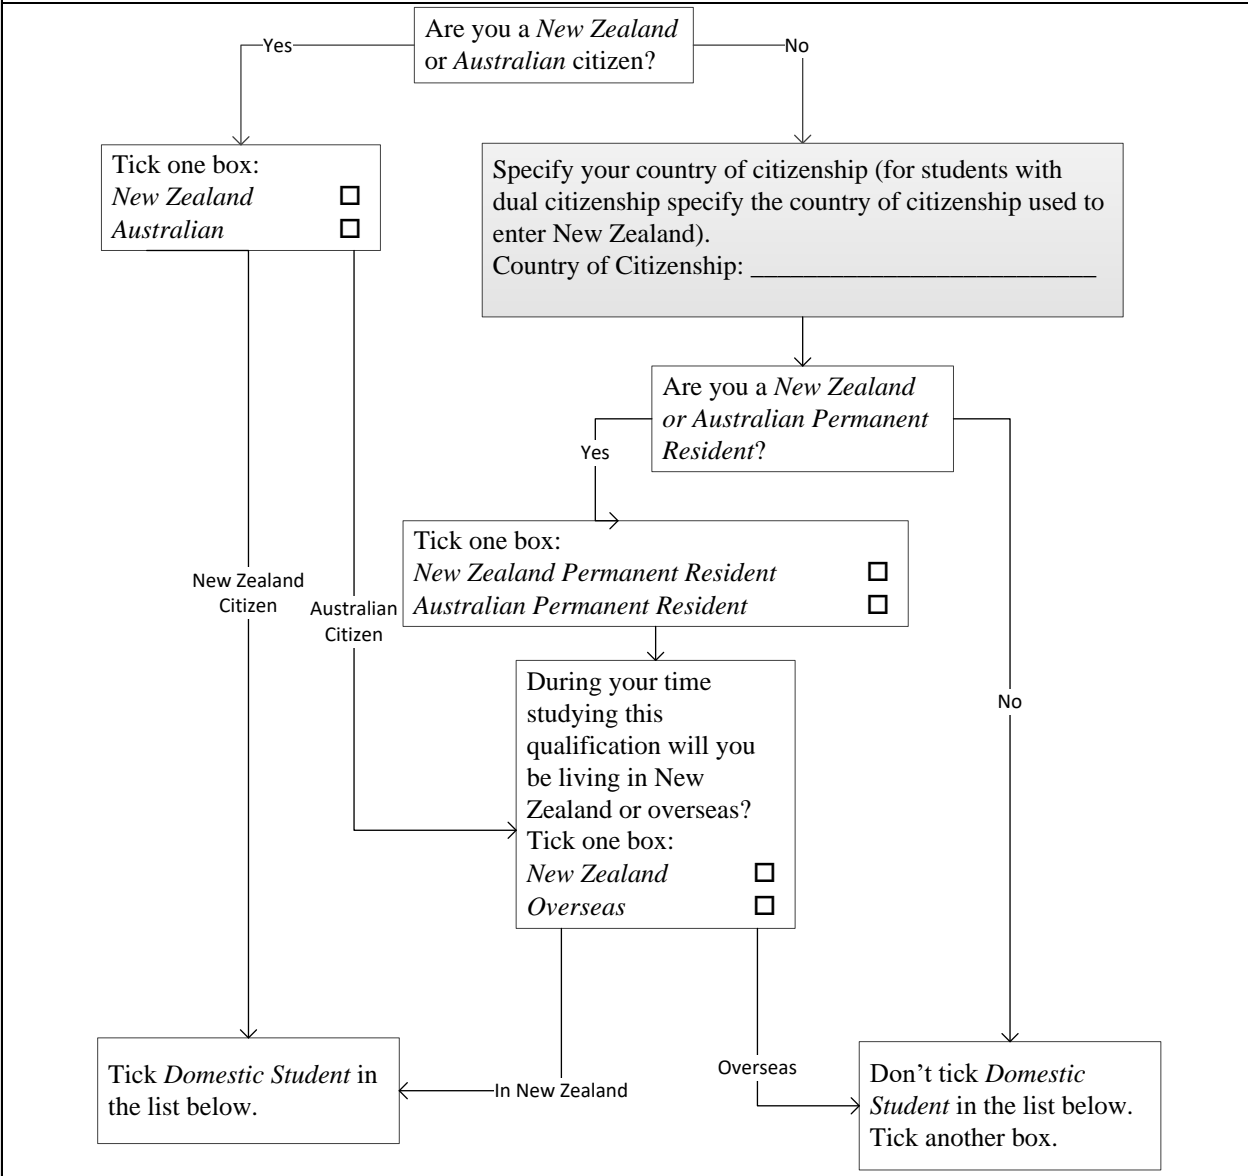 Are you a New Zealand
or Australian citizen?
Yes
No
Tick one box:
New Zealand ☐
Australian ☐
Specify your country of citizenship (for students with
dual citizenship specify the country of citizenship used to
enter New Zealand).
Country of Citizenship: __________________________
Are you a New Zealand
or Australian Permanent
Resident?
Yes
Tick one box:
New Zealand Permanent Resident ☐
Australian Permanent Resident ☐
New Zealand
Citizen
Australian
Citizen
During your time
studying this
qualification will you
be living in New
Zealand or overseas?
Tick one box:
New Zealand ☐
Overseas ☐
No
Tick Domestic Student in
the list below.
In New Zealand
Overseas
Don’t tick Domestic
Student in the list below.
Tick another box.